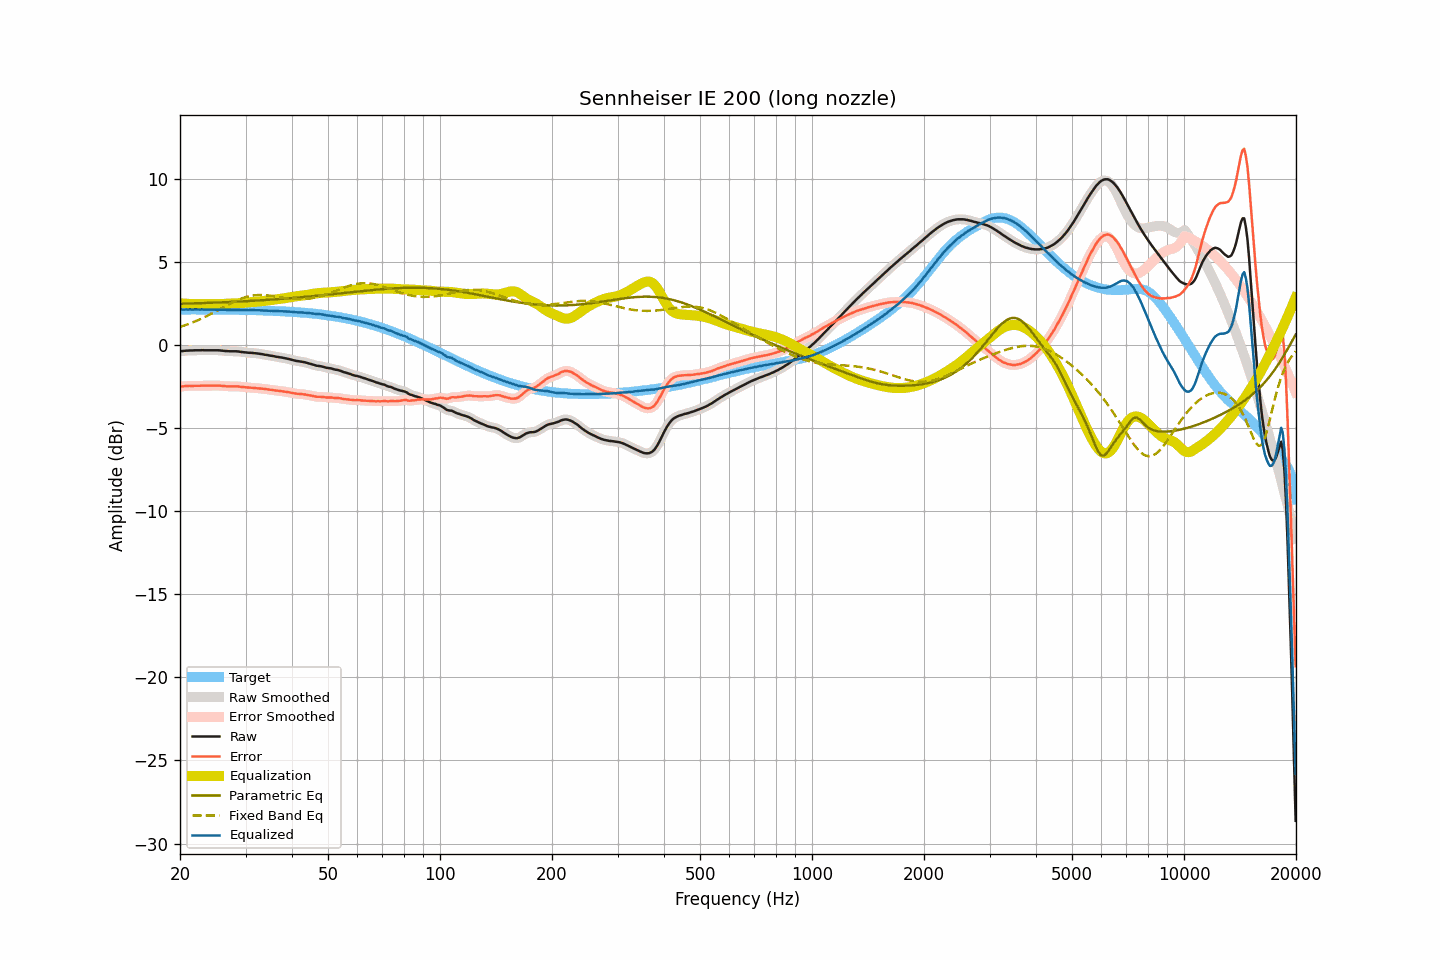 Sennheiser IE 200 (long nozzle)
Amplitude (dBr)
10
5
0
−5
−10
−15
−20
−25
−30
Target
Raw Smoothed
Error Smoothed
Raw
Error
Equalization
Parametric Eq
Fixed Band Eq
Equalized
20 50 100 200 500 1000 2000 5000 10000 20000
Frequency (Hz)